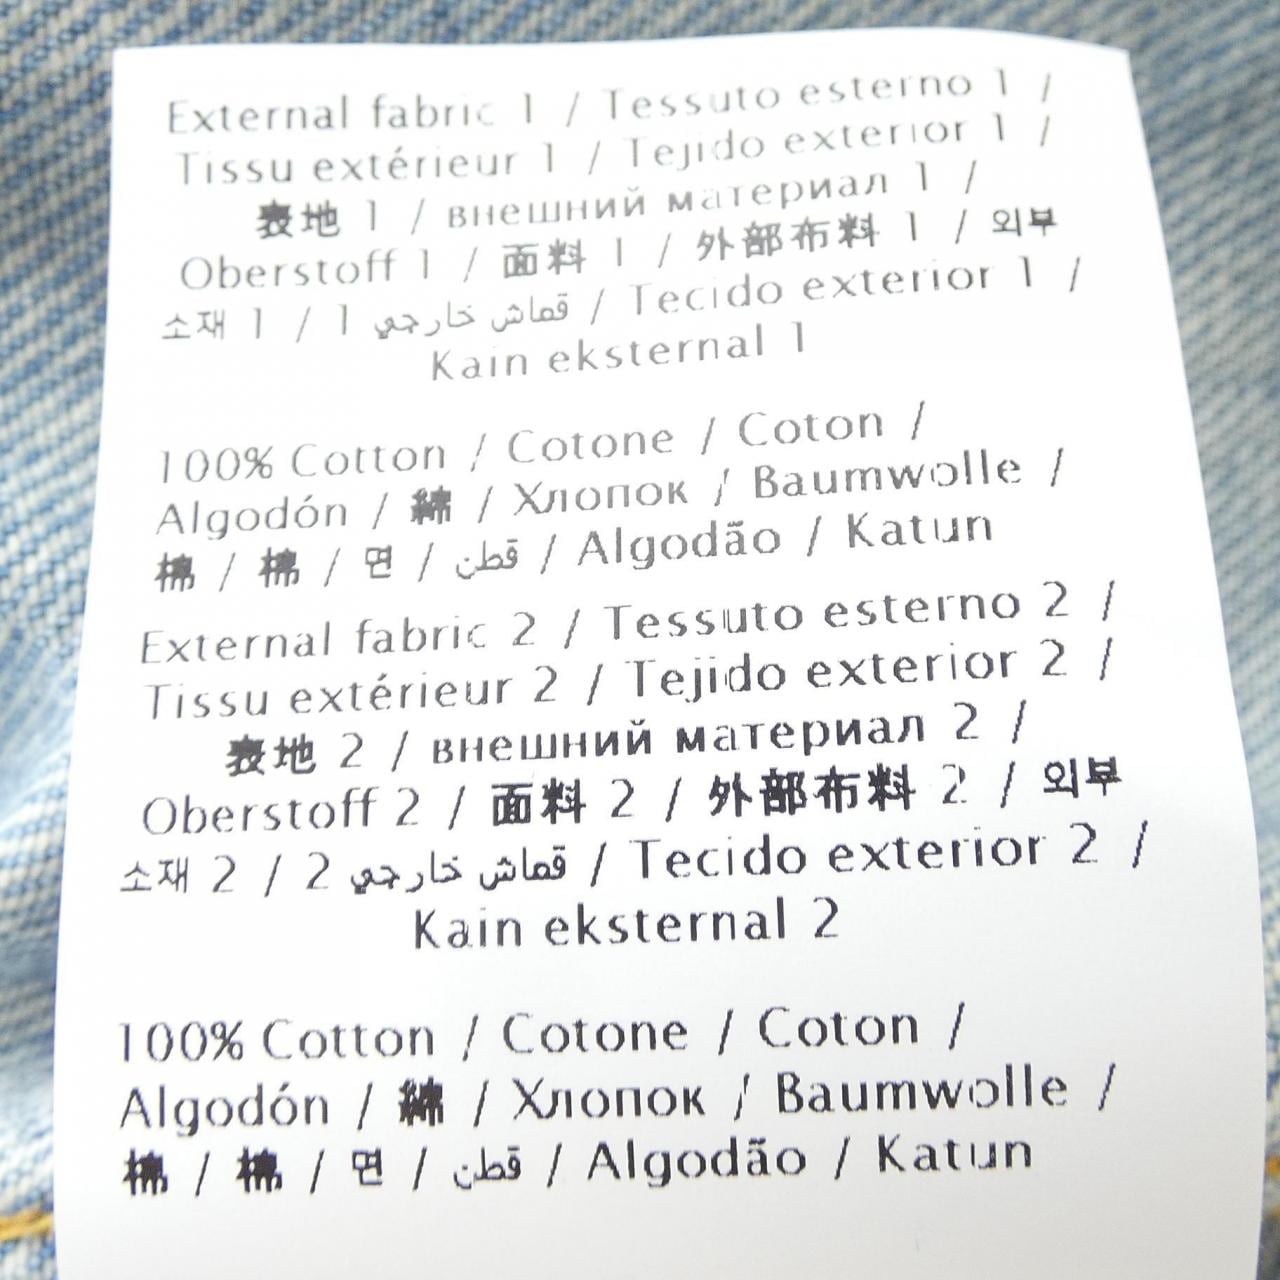 External fabric 1 / Tessuto esterno 1 /
Tissu extérieur 1 / Tejido exterior 1 /
表地 1 / внешний материал 1 /
Oberstoff 1 / 面料 1 / 外部布料 1 / 외부
소재 1 / 1 قماش خارجي / Tecido exterior 1 /
Kain eksternal 1
100% Cotton / Cotone / Coton /
Algodón / 綿 / Хлопок / Baumwolle /
棉 / 棉 / 면 / قطن / Algodão / Katun
External fabric 2 / Tessuto esterno 2 /
Tissu extérieur 2 / Tejido exterior 2 /
表地 2 / внешний материал 2 /
Oberstoff 2 / 面料 2 / 外部布料 2 / 외부
소재 2 / 2 قماش خارجي / Tecido exterior 2 /
Kain eksternal 2
100% Cotton / Cotone / Coton /
Algodón / 綿 / Хлопок / Baumwolle /
棉 / 棉 / 면 / قطن / Algodão / Katun